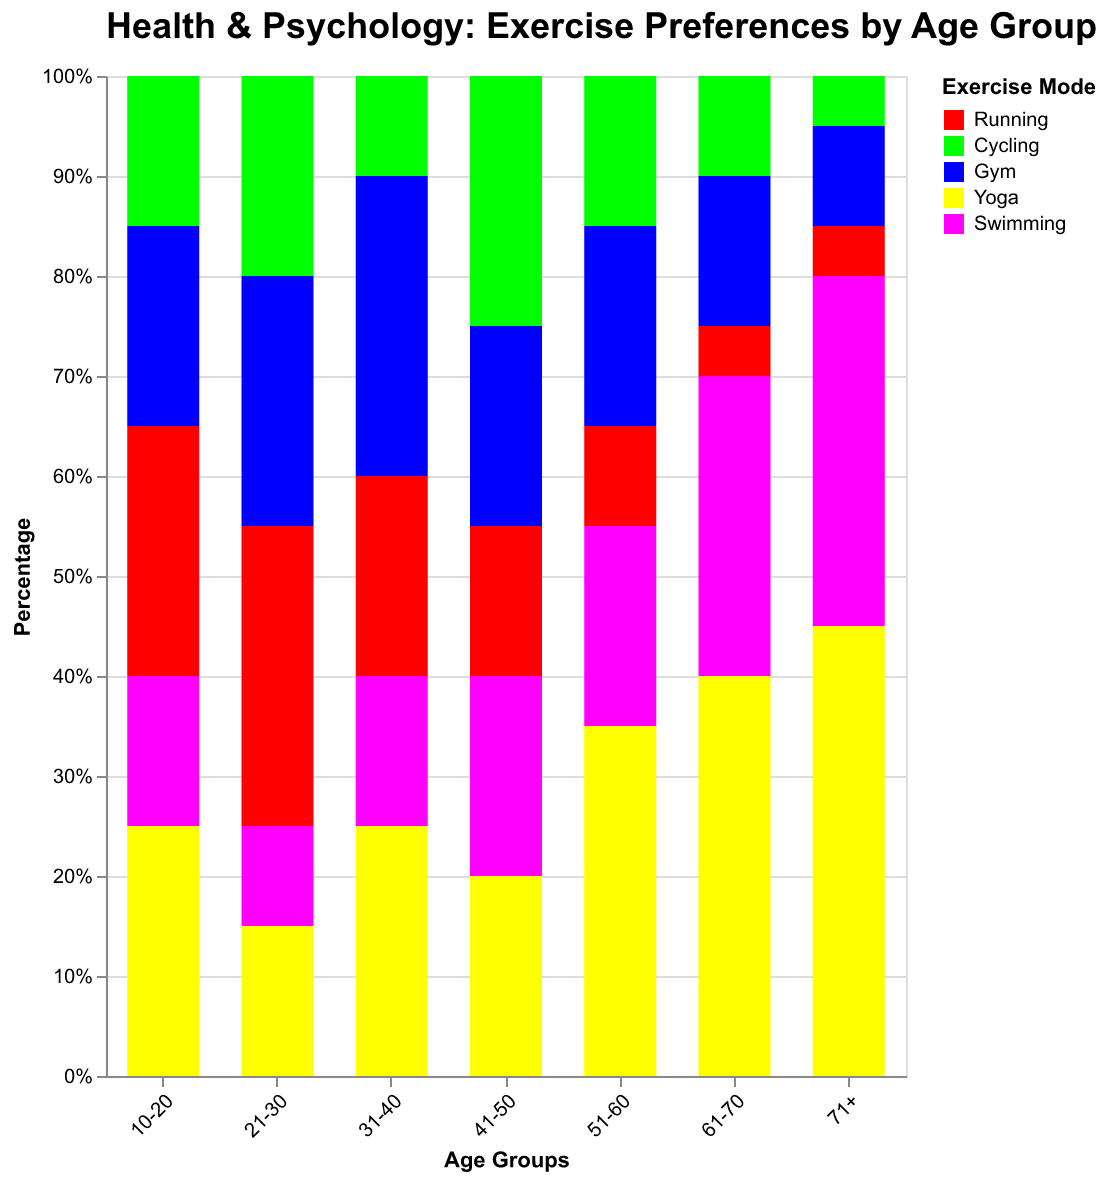 Health & Psychology: Exercise Preferences by Age Group
Exercise Mode
Running
Cycling
Gym
Yoga
Swimming
Percentage
100%
90%
80%
70%
60%
50%
40%
30%
20%
10%
0%
10-20
21-30
31-40
41-50
51-60
61-70
71+
Age Groups